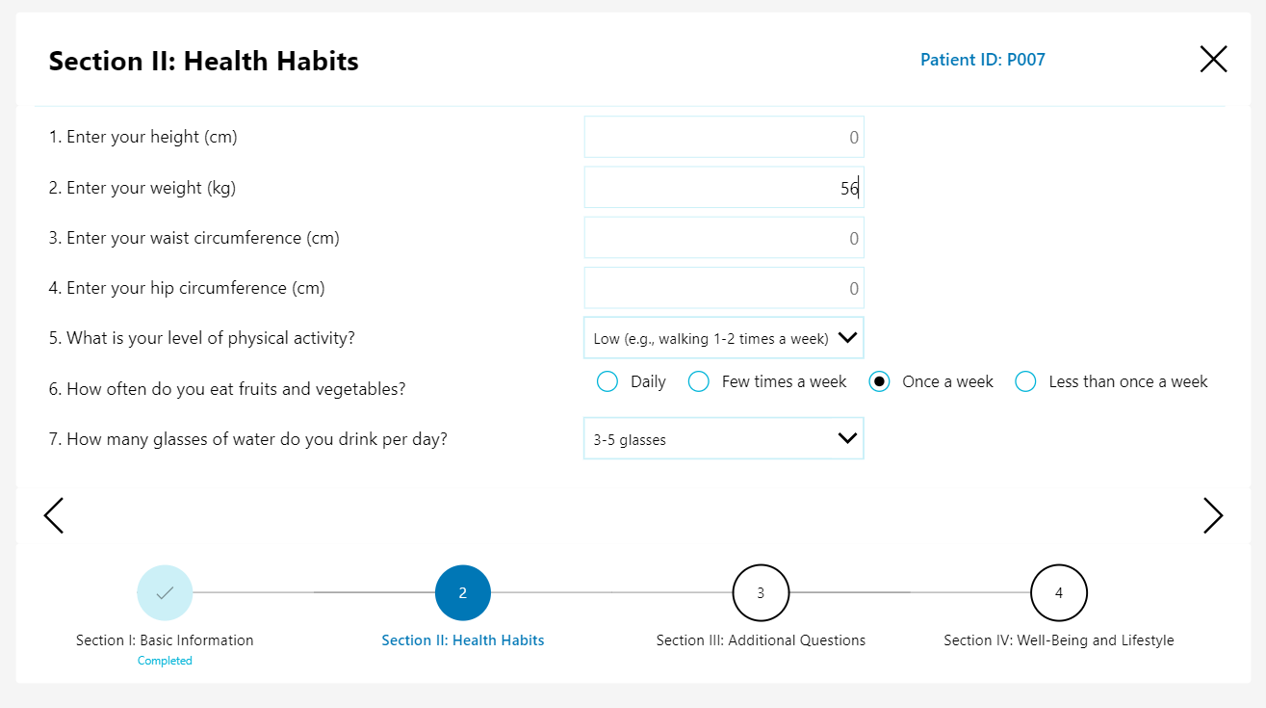 Section II: Health Habits
Patient ID: P007
1. Enter your height (cm)
0
2. Enter your weight (kg)
56
3. Enter your waist circumference (cm)
0
4. Enter your hip circumference (cm)
0
5. What is your level of physical activity?
Low (e.g., walking 1-2 times a week)
6. How often do you eat fruits and vegetables?
Daily
Few times a week
Once a week
Less than once a week
7. How many glasses of water do you drink per day?
3-5 glasses
2
3
4
Section I: Basic Information
Completed
Section II: Health Habits
Section III: Additional Questions
Section IV: Well-Being and Lifestyle